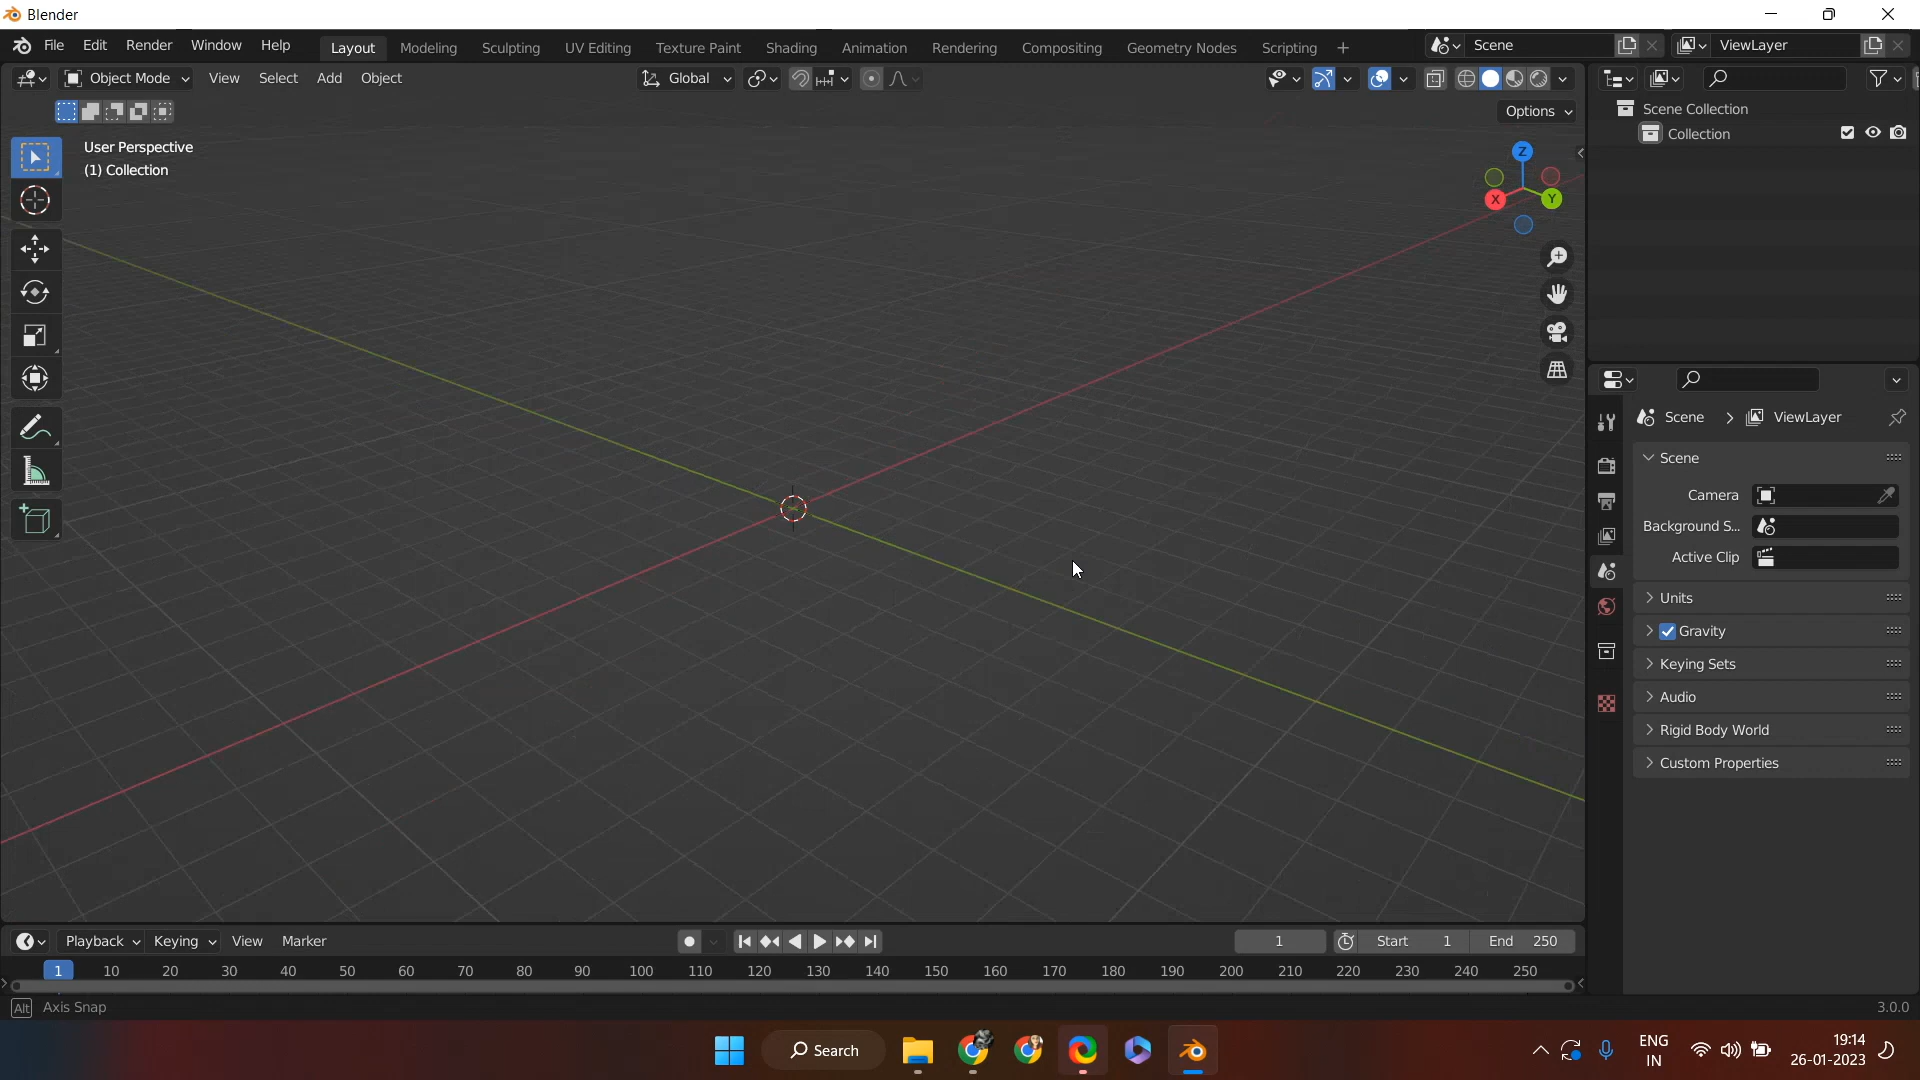 Blender
File Edit Render Window Help Layout Modeling Sculpting UV Editing Texture Paint Shading Animation Rendering Compositing Geometry Nodes Scripting + Scene ViewLayer
Object Mode View Select Add Object Global
Options
Scene Collection
Collection
User Perspective
(1) Collection
Z
X
Y
Scene > ViewLayer
Scene
Camera
Background S...
Active Clip
Units
Gravity
Keying Sets
Audio
Rigid Body World
Custom Properties
Playback Keying View Marker 1 Start 1 End 250
1 10 20 30 40 50 60 70 80 90 100 110 120 130 140 150 160 170 180 190 200 210 220 230 240 250
Alt Axis Snap 3.0.0
Search
ENG
IN
19:14
26-01-2023